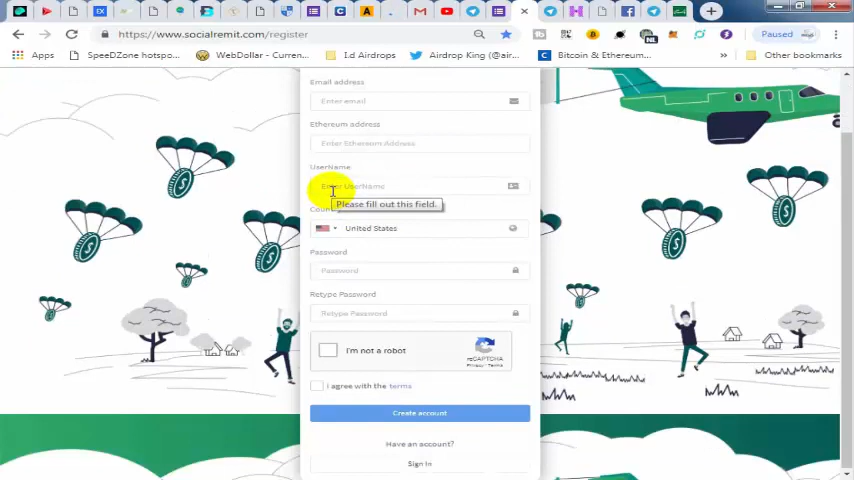 Paused
https://www.socialremit.com/register
Apps
SpeedZone hotspo...
WebDollar - Curren...
I.d Airdrops
Airdrop King (@air...
Bitcoin & Ethereum...
Other bookmarks
Email address
Enter email
Ethereum address
Enter Ethereum Address
UserName
Enter UserName
Please fill out this field.
Country
United States
Password
Password
Retype Password
Retype Password
I'm not a robot
reCAPTCHA
Privacy - Terms
I agree with the terms
Create account
Have an account?
Sign In